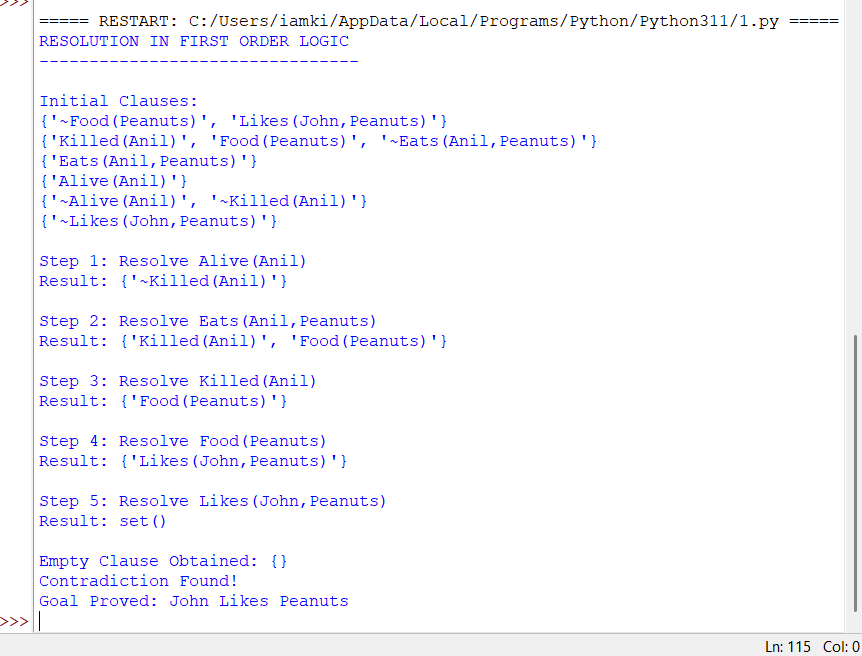 >>>
===== RESTART: C:/Users/iamki/AppData/Local/Programs/Python/Python311/1.py =====
RESOLUTION IN FIRST ORDER LOGIC
--------------------------------
Initial Clauses:
{'~Food(Peanuts)', 'Likes(John,Peanuts)'}
{'Killed(Anil)', 'Food(Peanuts)', '~Eats(Anil,Peanuts)'}
{'Eats(Anil,Peanuts)'}
{'Alive(Anil)'}
{'~Alive(Anil)', '~Killed(Anil)'}
{'~Likes(John,Peanuts)'}
Step 1: Resolve Alive(Anil)
Result: {'~Killed(Anil)'}
Step 2: Resolve Eats(Anil,Peanuts)
Result: {'Killed(Anil)', 'Food(Peanuts)'}
Step 3: Resolve Killed(Anil)
Result: {'Food(Peanuts)'}
Step 4: Resolve Food(Peanuts)
Result: {'Likes(John,Peanuts)'}
Step 5: Resolve Likes(John,Peanuts)
Result: set()
Empty Clause Obtained: {}
Contradiction Found!
Goal Proved: John Likes Peanuts
>>>
Ln: 115 Col: 0